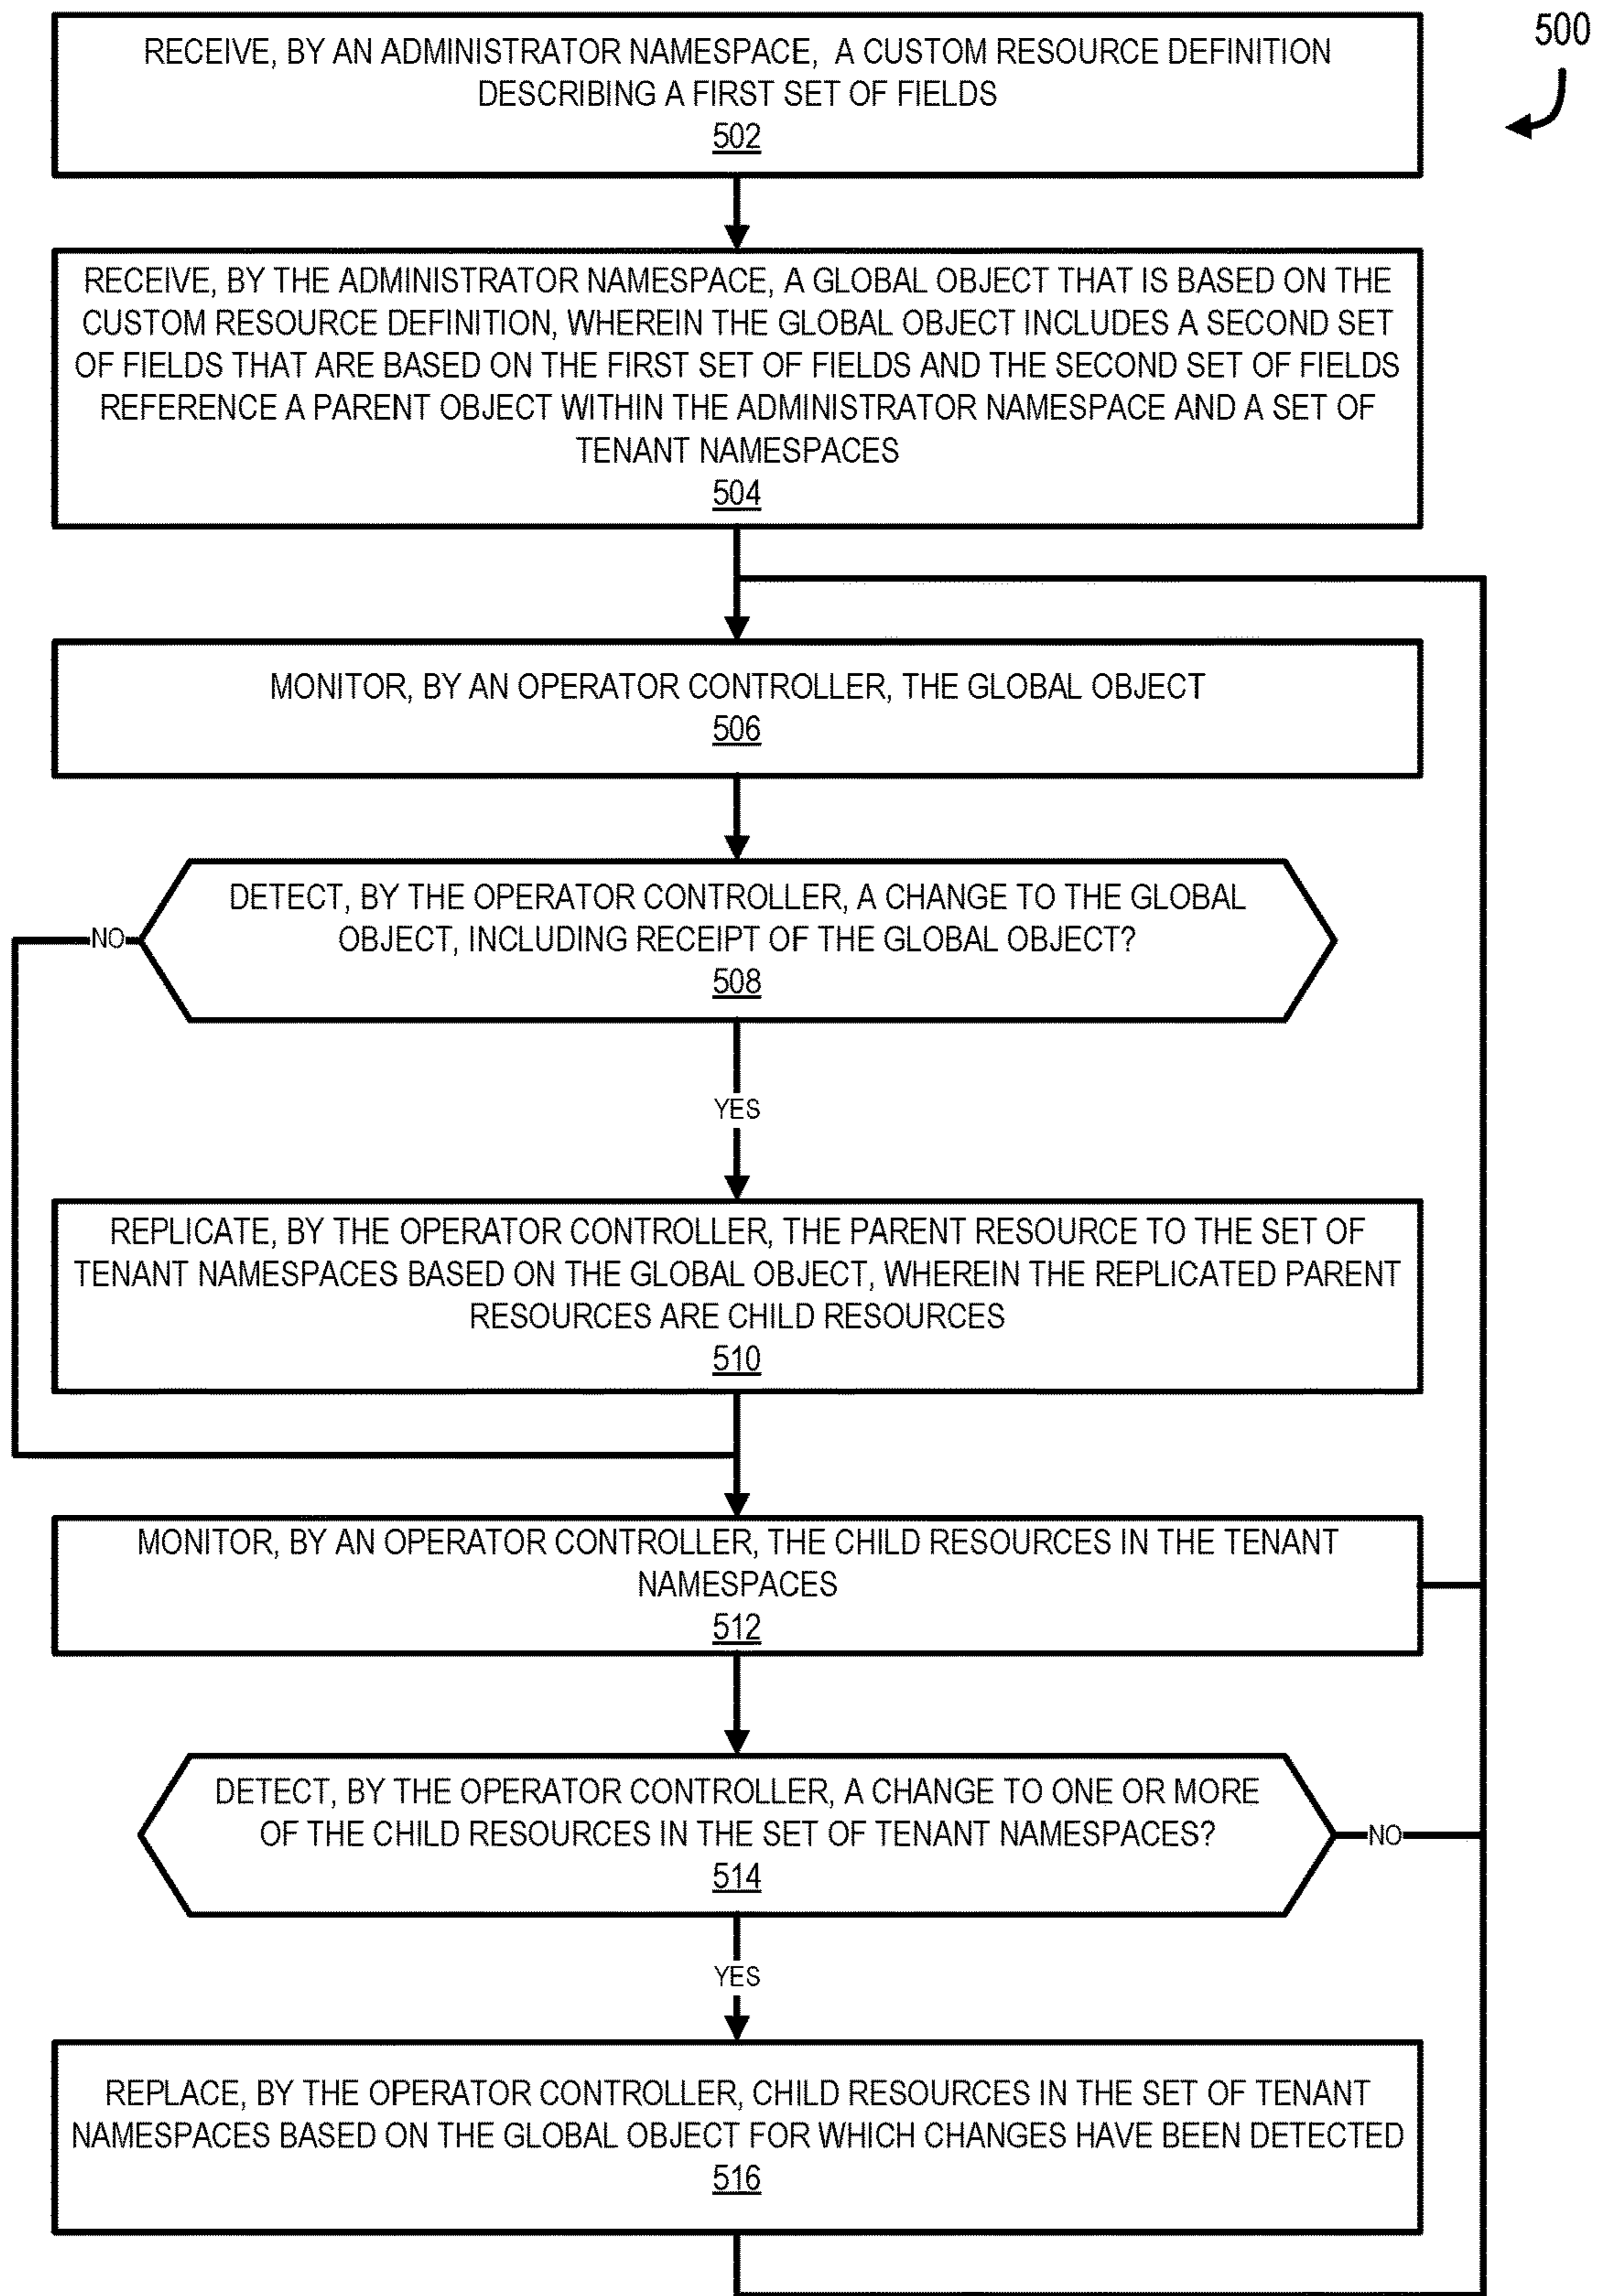 500
RECEIVE, BY AN ADMINISTRATOR NAMESPACE, A CUSTOM RESOURCE DEFINITION
DESCRIBING A FIRST SET OF FIELDS
502
RECEIVE, BY THE ADMINISTRATOR NAMESPACE, A GLOBAL OBJECT THAT IS BASED ON THE
CUSTOM RESOURCE DEFINITION, WHEREIN THE GLOBAL OBJECT INCLUDES A SECOND SET
OF FIELDS THAT ARE BASED ON THE FIRST SET OF FIELDS AND THE SECOND SET OF FIELDS
REFERENCE A PARENT OBJECT WITHIN THE ADMINISTRATOR NAMESPACE AND A SET OF
TENANT NAMESPACES
504
MONITOR, BY AN OPERATOR CONTROLLER, THE GLOBAL OBJECT
506
DETECT, BY THE OPERATOR CONTROLLER, A CHANGE TO THE GLOBAL
OBJECT, INCLUDING RECEIPT OF THE GLOBAL OBJECT?
508
NO
YES
REPLICATE, BY THE OPERATOR CONTROLLER, THE PARENT RESOURCE TO THE SET OF
TENANT NAMESPACES BASED ON THE GLOBAL OBJECT, WHEREIN THE REPLICATED PARENT
RESOURCES ARE CHILD RESOURCES
510
MONITOR, BY AN OPERATOR CONTROLLER, THE CHILD RESOURCES IN THE TENANT
NAMESPACES
512
DETECT, BY THE OPERATOR CONTROLLER, A CHANGE TO ONE OR MORE
OF THE CHILD RESOURCES IN THE SET OF TENANT NAMESPACES?
514
NO
YES
REPLACE, BY THE OPERATOR CONTROLLER, CHILD RESOURCES IN THE SET OF TENANT
NAMESPACES BASED ON THE GLOBAL OBJECT FOR WHICH CHANGES HAVE BEEN DETECTED
516